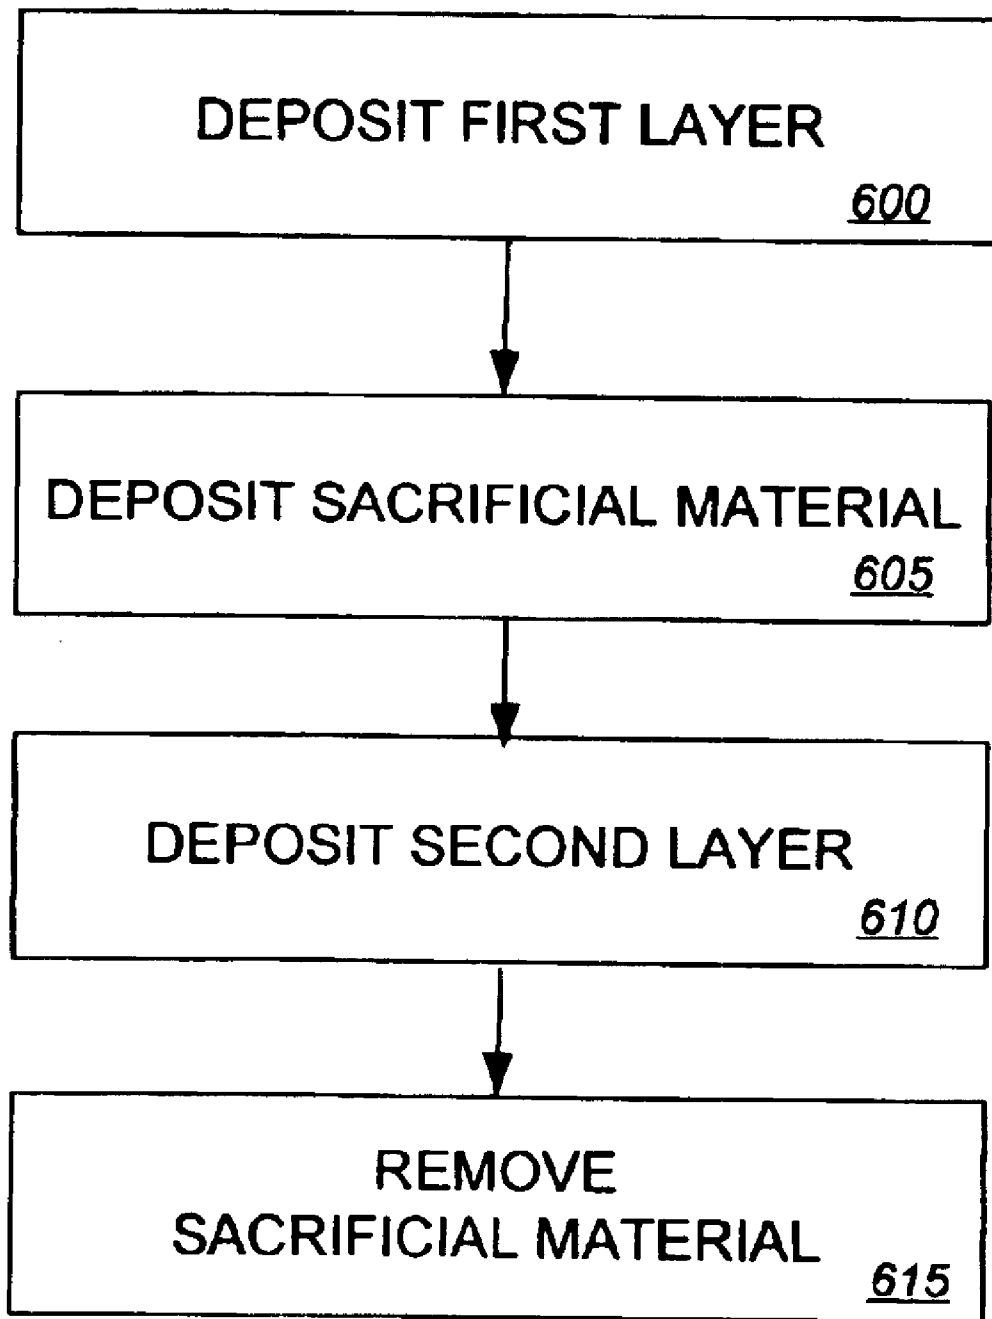 DEPOSIT FIRST LAYER
600
DEPOSIT SACRIFICIAL MATERIAL
605
DEPOSIT SECOND LAYER
610
REMOVE
SACRIFICIAL MATERIAL
615